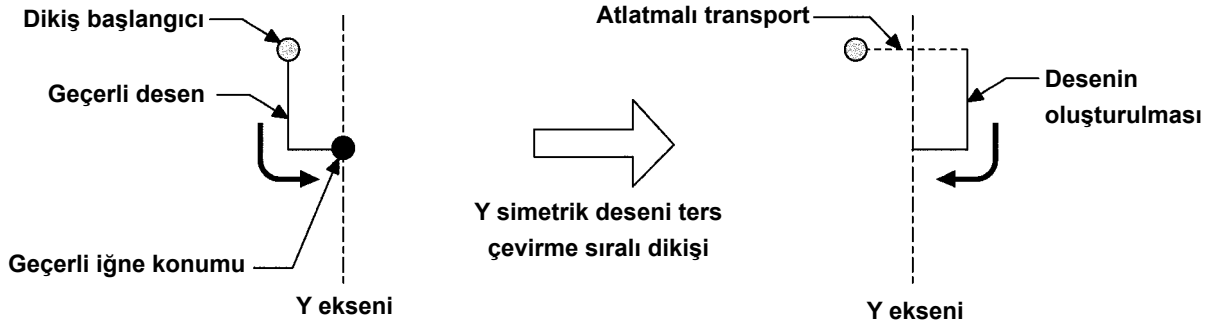 Dikiş başlangıcı
Geçerli desen
Geçerli iğne konumu
Y ekseni
Y simetrik deseni ters
çevirme sıralı dikişi
Atlatmalı transport
Desenin
oluşturulması
Y ekseni